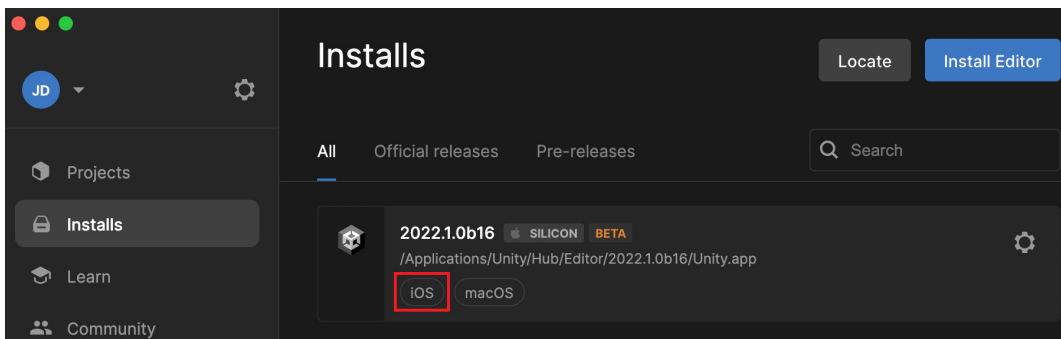 Installs
Locate
Install Editor
JD
All
Official releases
Pre-releases
Search
Projects
Installs
Learn
Community
2022.1.0b16 SILICON BETA
/Applications/Unity/Hub/Editor/2022.1.0b16/Unity.app
iOS macOS